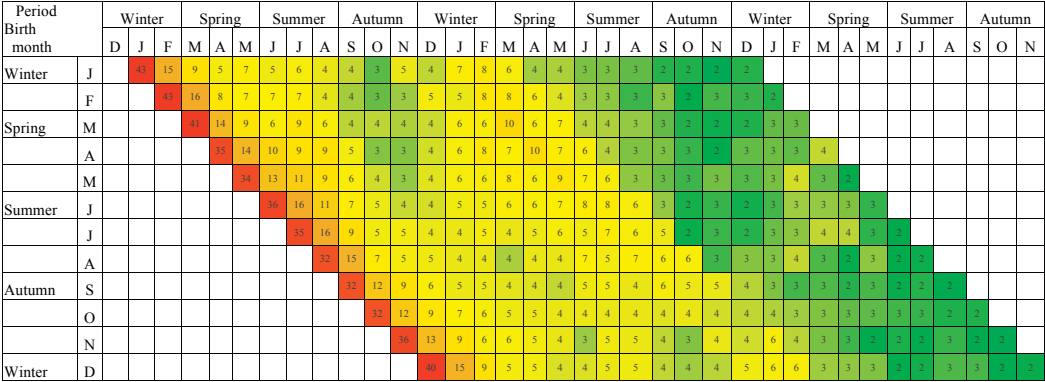 Period
Winter Spring Summer Autumn Winter Spring Summer Autumn Winter Spring Summer Autumn
Birth
month
D J F M A M J J A S O N D J F M A M J J A S O N D J F M A M J J A S O N
Winter J 43 15 9 5 7 5 6 4 4 3 5 4 7 8 6 4 4 3 3 3 2 2 2 2
F 43 16 8 7 7 7 4 4 3 3 5 5 8 8 6 4 3 3 3 3 2 3 3 2
Spring M 41 14 9 6 9 6 4 4 4 4 6 6 10 6 7 4 4 3 3 2 2 2 3 3
A 35 14 10 9 9 5 3 3 4 6 8 7 10 7 6 4 3 3 3 2 3 3 3 4
M 34 13 11 9 6 4 3 4 6 6 8 6 9 7 6 3 3 3 3 3 3 4 3 2
Summer J 36 16 11 7 5 4 4 5 5 6 6 7 8 8 6 3 2 3 2 3 3 3 3 3
J 35 16 9 5 5 4 4 5 4 5 6 5 7 6 5 2 3 2 3 3 4 4 3 2
A 32 15 7 5 5 4 4 4 4 4 7 5 7 6 6 3 3 3 4 3 2 3 2 2
Autumn S 32 12 9 6 5 5 4 4 4 5 5 4 6 5 5 4 3 3 3 3 3 2 2 2
O 32 12 9 7 6 5 5 4 4 4 4 4 4 4 4 4 3 3 3 3 3 3 2 2
N 36 13 9 6 6 5 4 3 5 5 4 3 4 4 6 4 3 3 2 2 2 3 2 2
Winter D 40 15 9 5 5 4 4 5 5 4 4 4 5 6 6 3 3 3 2 2 3 3 2 2